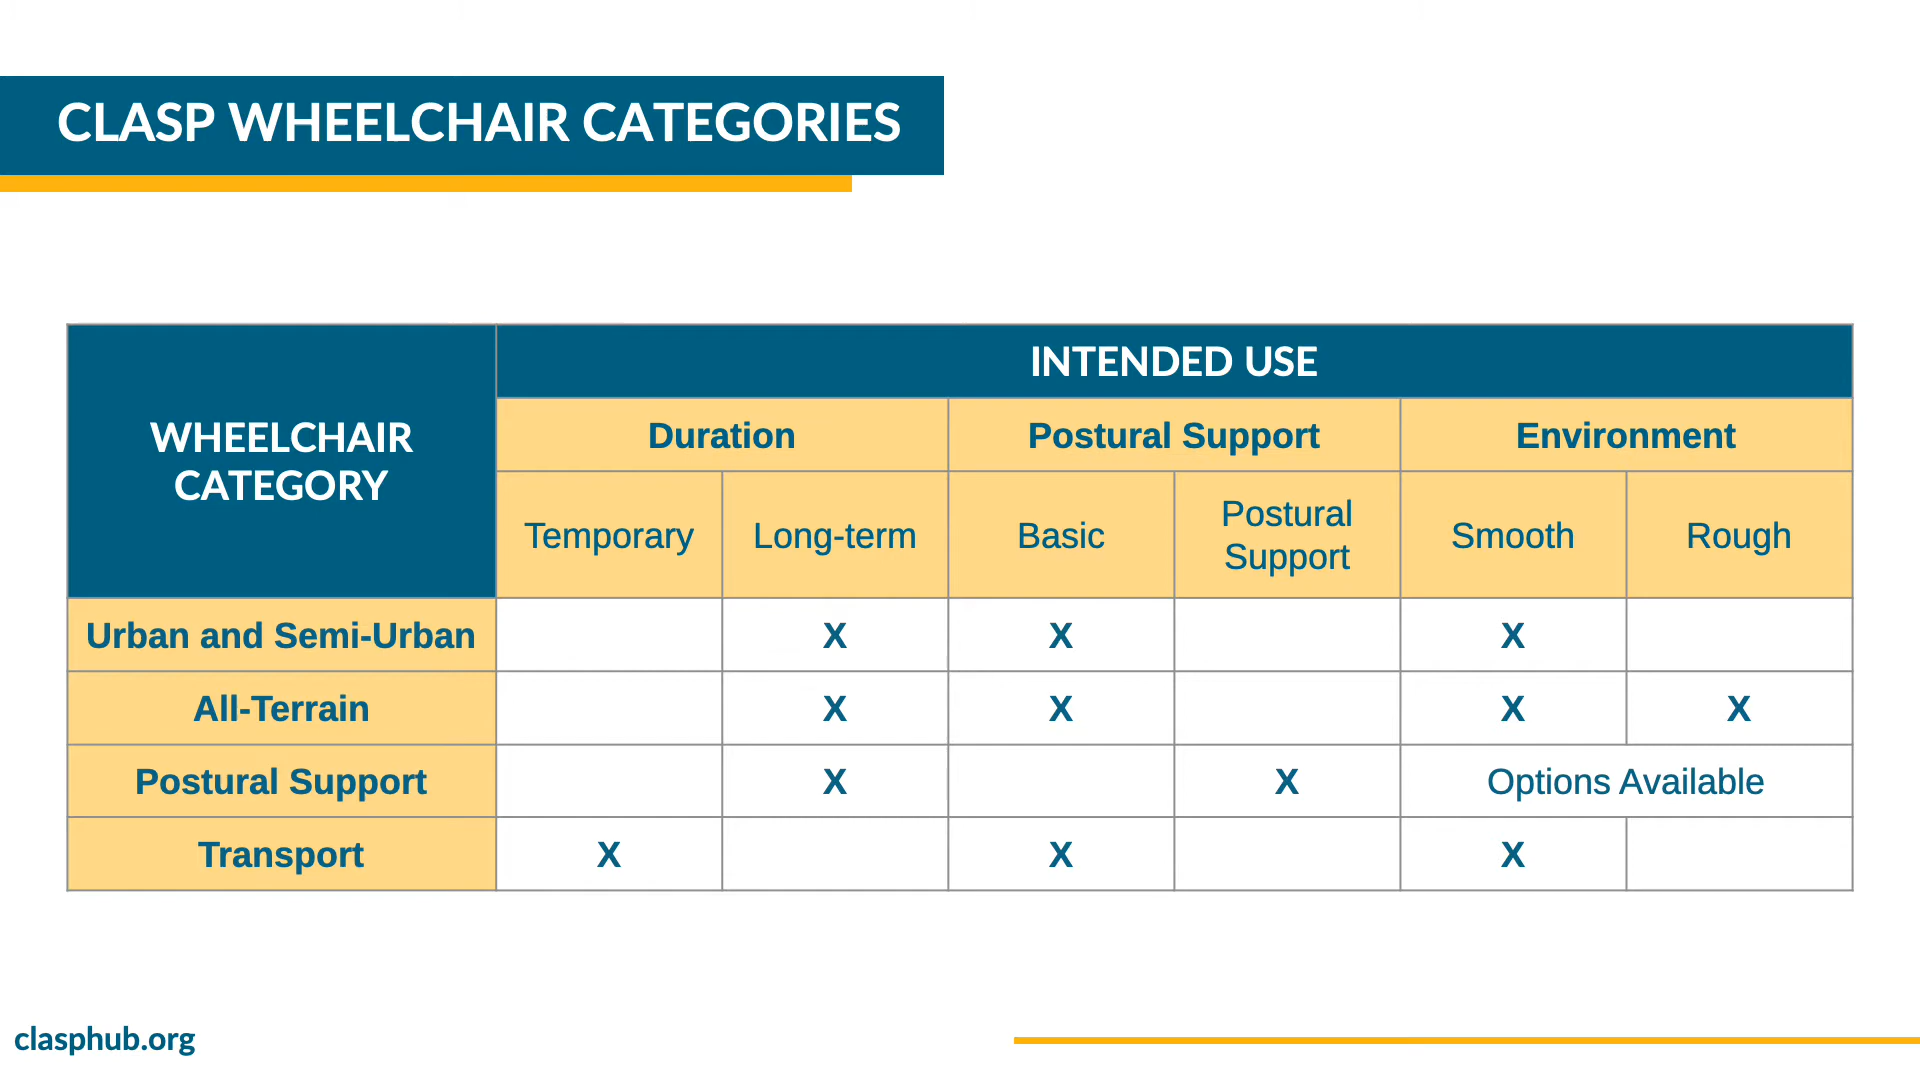 CLASP WHEELCHAIR CATEGORIES
WHEELCHAIR
CATEGORY
INTENDED USE
Duration Postural Support Environment
Temporary Long-term Basic Postural
Support Smooth Rough
Urban and Semi-Urban X X X
All-Terrain X X X X
Postural Support X X Options Available
Transport X X X
clasphub.org